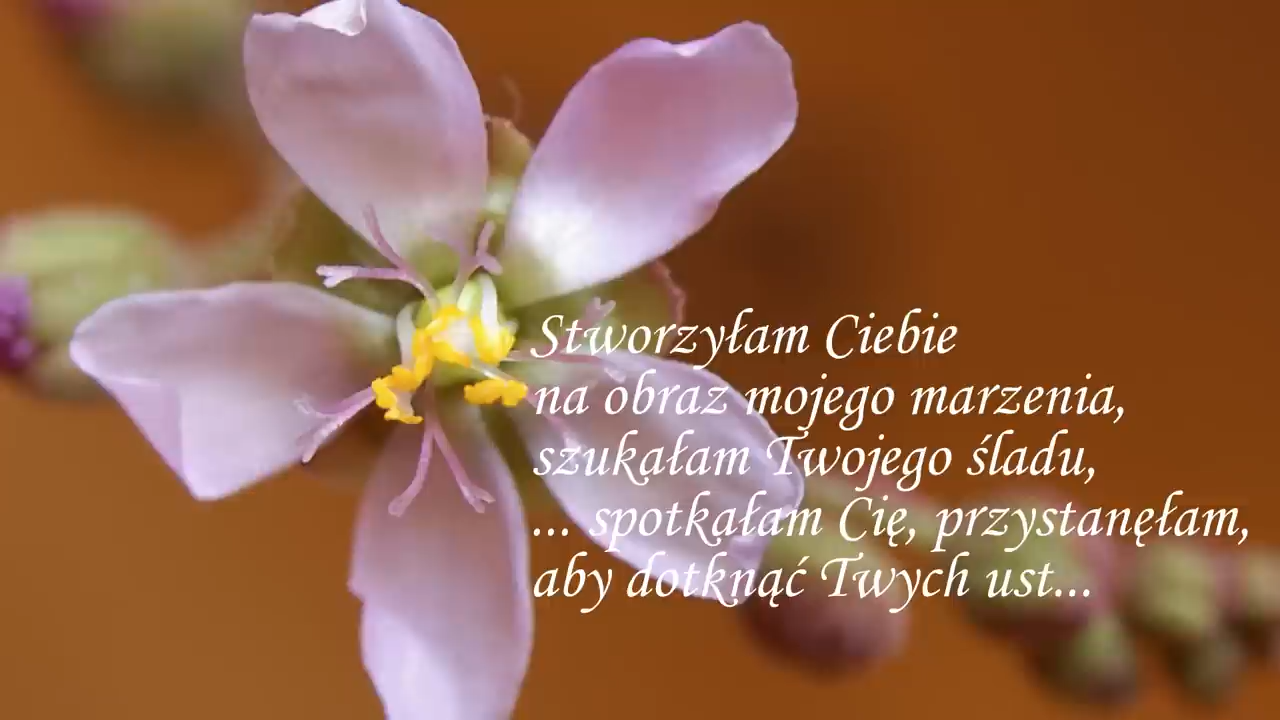 Stworzyłam Ciebie
na obraz mojego marzenia,
szukałam Twojego śladu,
... spotkałam Cię, przystanęłam,
aby dotknąć Twych ust...